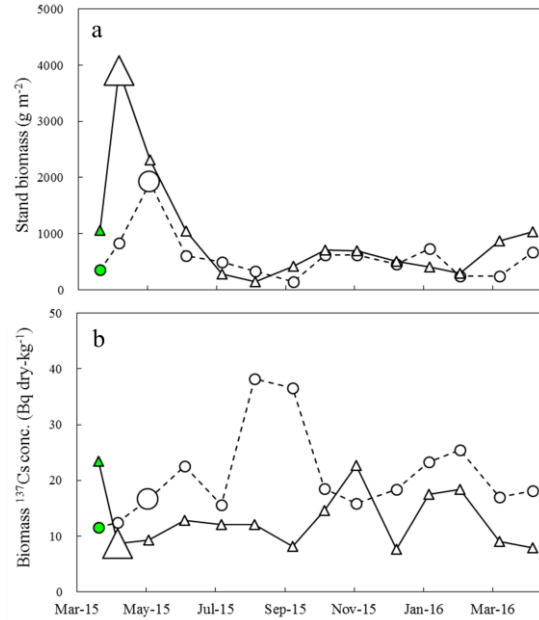 a
5000
4000
3000
2000
1000
0
Stand biomass (g m⁻²)
b
50
40
30
20
10
0
Biomass ¹³⁷Cs conc. (Bq dry-kg⁻¹)
Mar-15 May-15 Jul-15 Sep-15 Nov-15 Jan-16 Mar-16